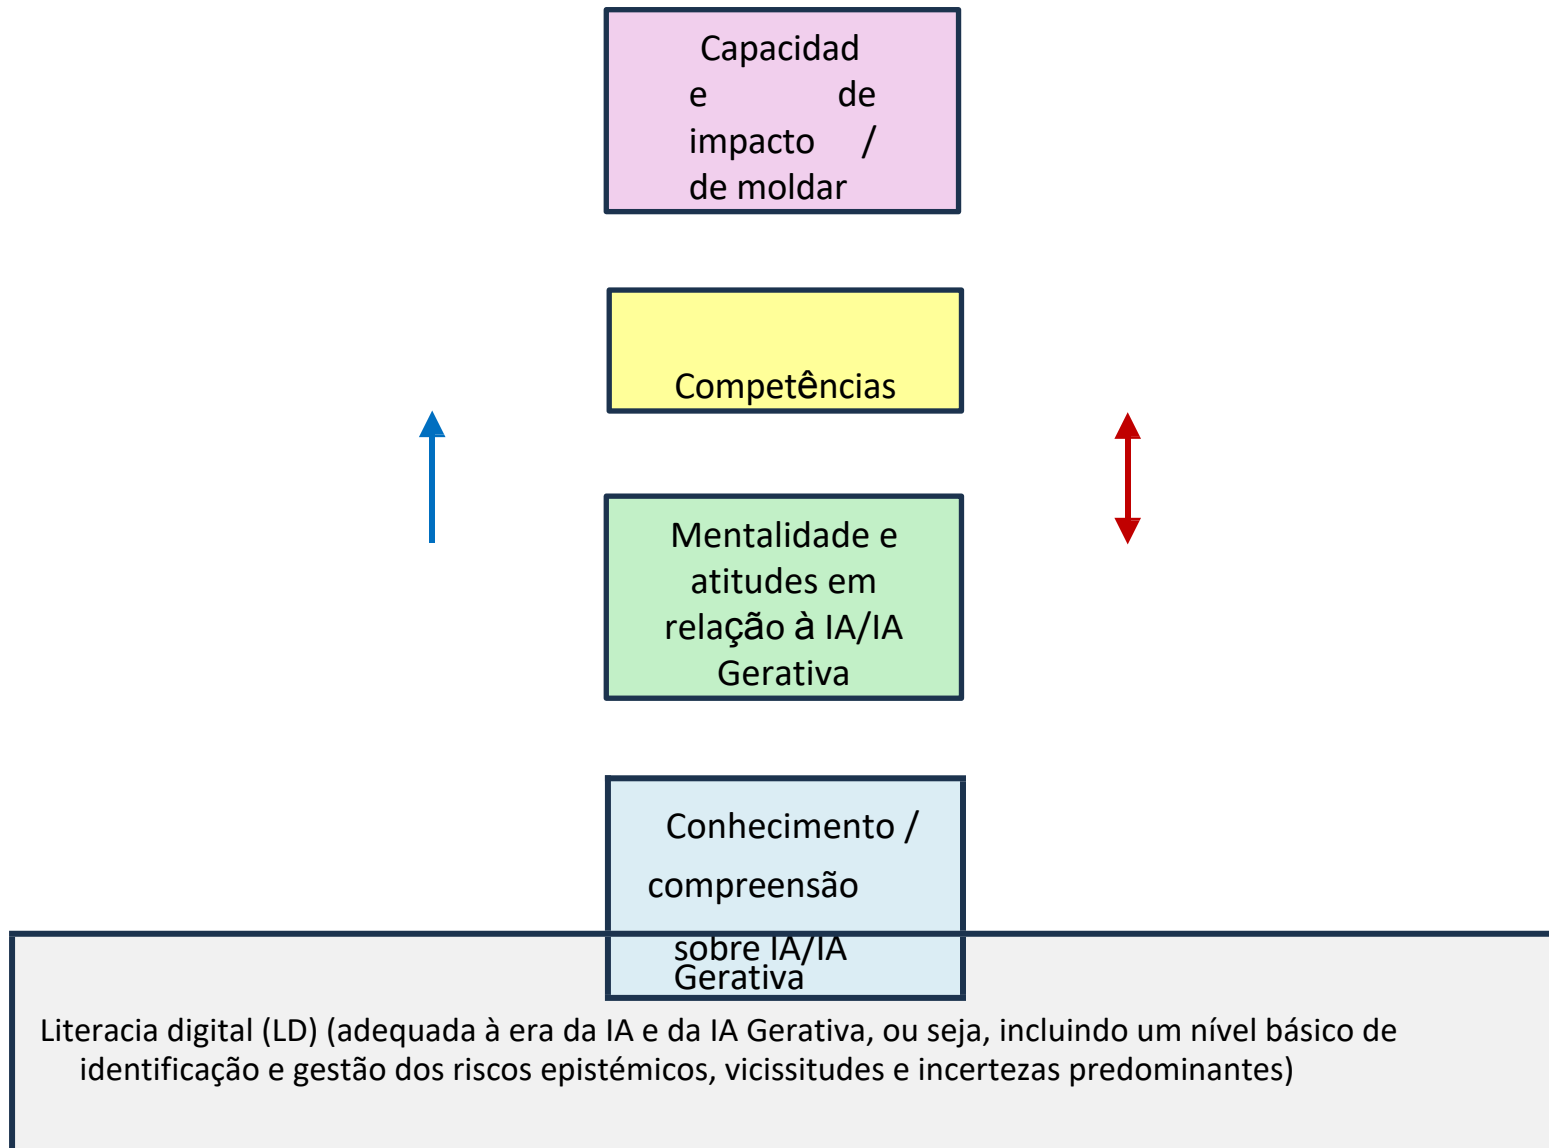 Capacidad
e de
impacto /
de moldar
Competências
Mentalidade e
atitudes em
relação à IA/IA
Gerativa
Conhecimento /
compreensão
sobre IA/IA
Gerativa
Literacia digital (LD) (adequada à era da IA e da IA Gerativa, ou seja, incluindo um nível básico de
identificação e gestão dos riscos epistémicos, vicissitudes e incertezas predominantes)